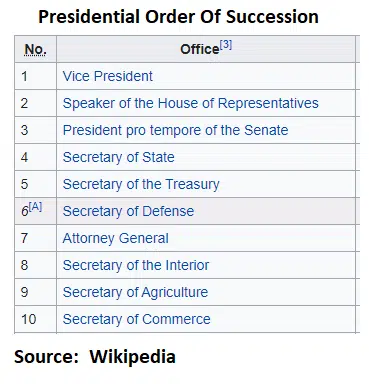 Presidential Order Of Succession
No. Office[3]
1 Vice President
2 Speaker of the House of Representatives
3 President pro tempore of the Senate
4 Secretary of State
5 Secretary of the Treasury
6[A] Secretary of Defense
7 Attorney General
8 Secretary of the Interior
9 Secretary of Agriculture
10 Secretary of Commerce
Source: Wikipedia